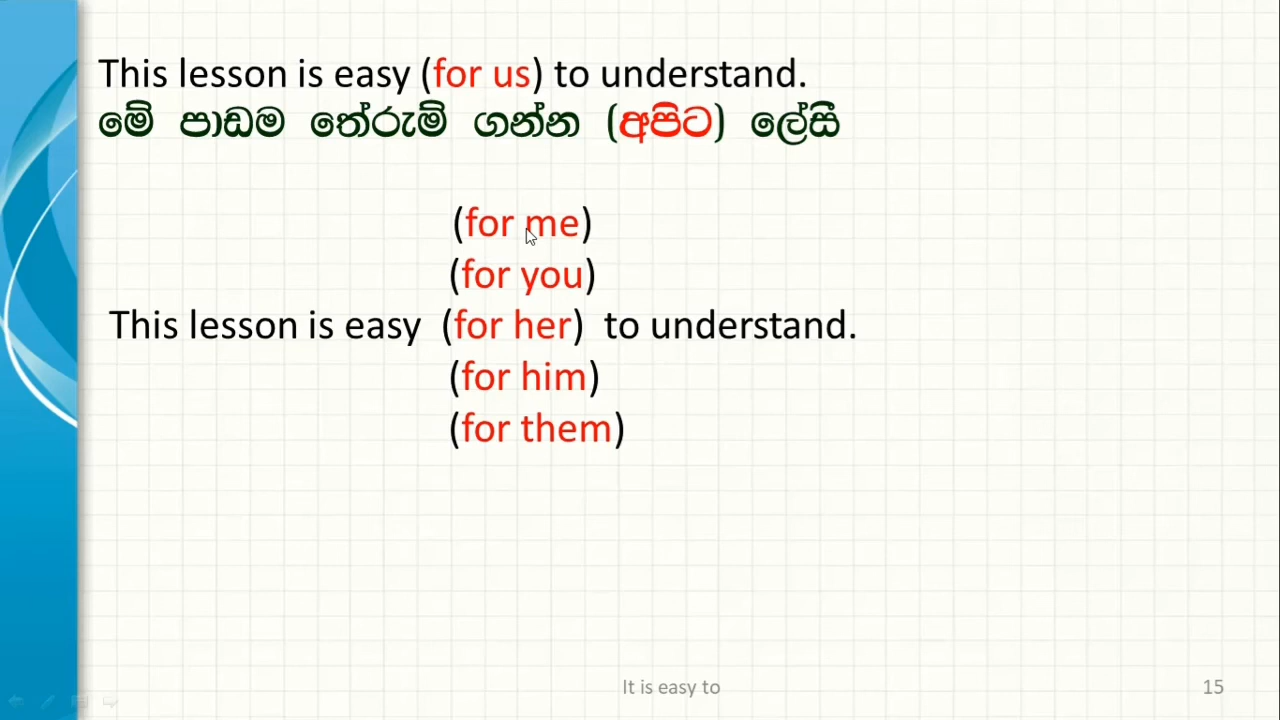 This lesson is easy (for us) to understand.
මේ පාඩම තේරුම් ගන්න (අපිට) ලේසී
(for me)
(for you)
This lesson is easy (for her) to understand.
(for him)
(for them)
It is easy to
15